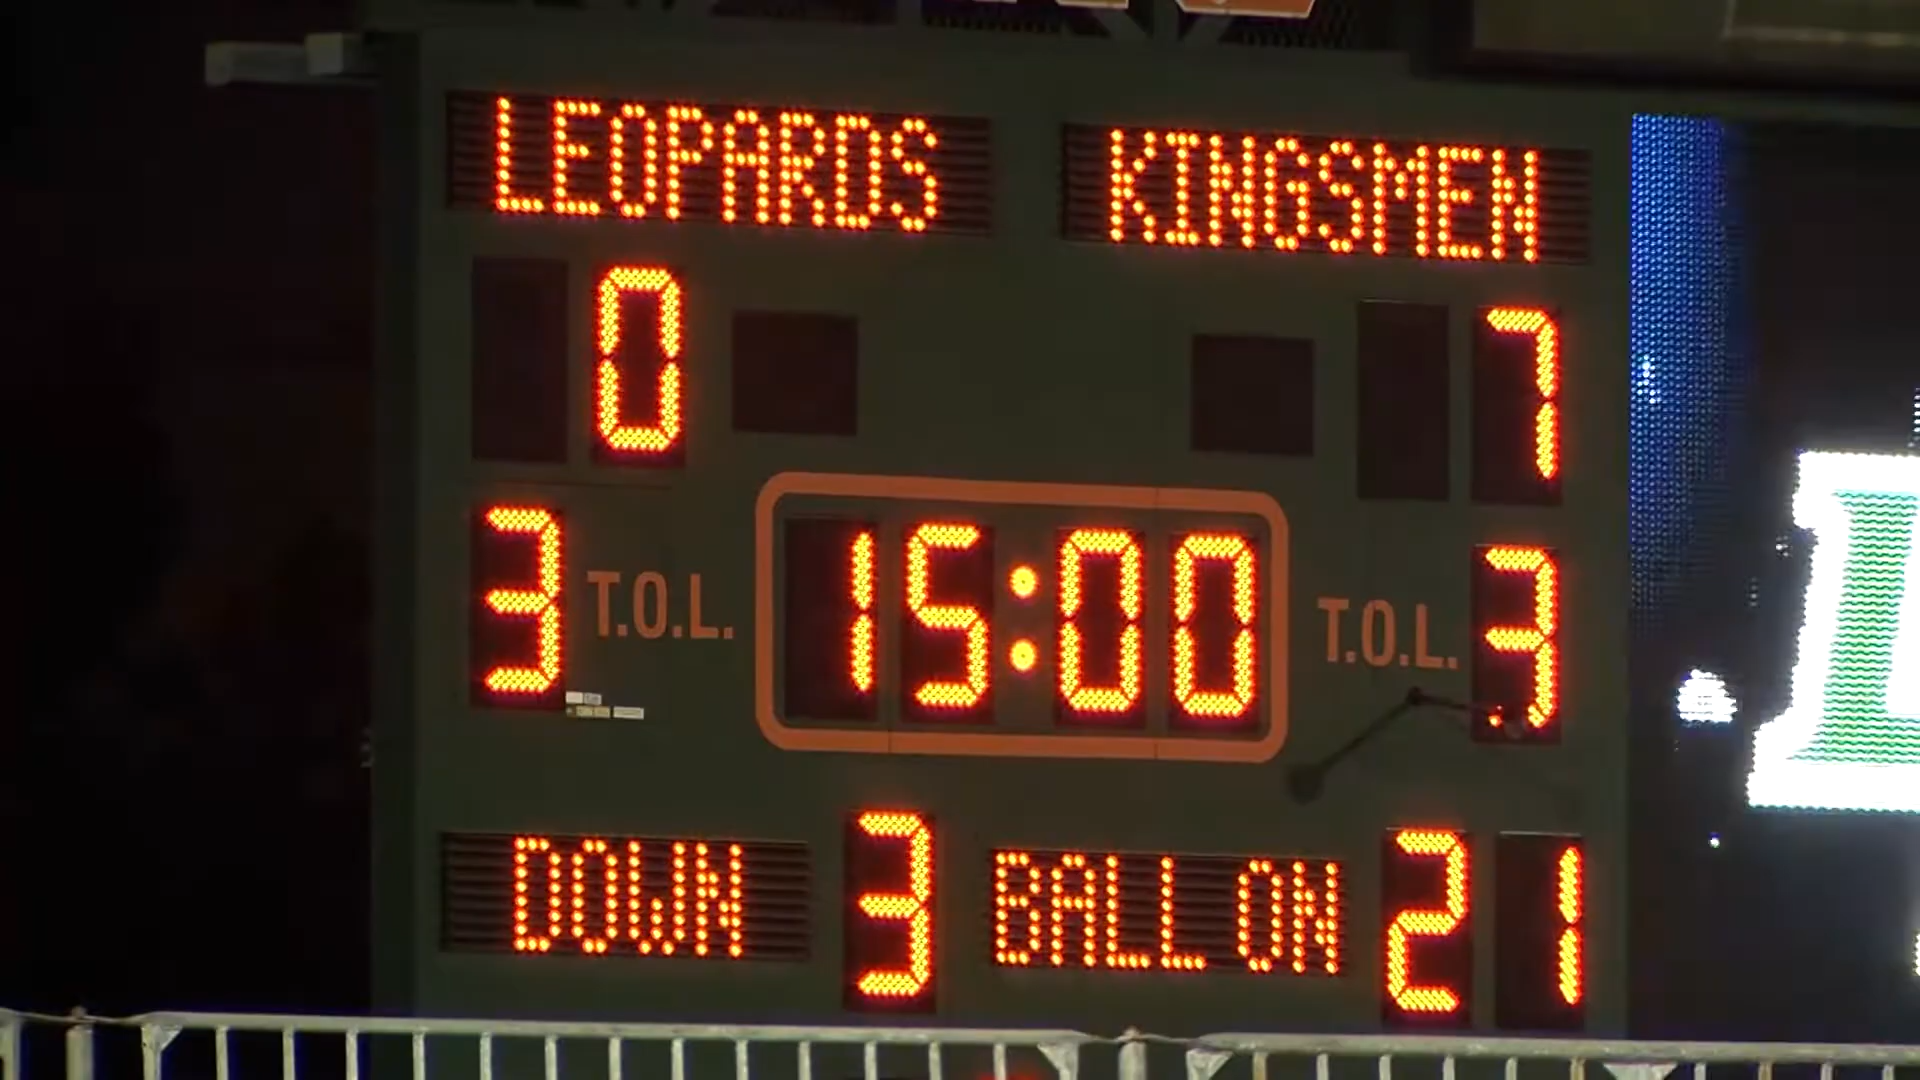 LEOPARDS KINGSMEN
0 7
3 T.O.L. 15:00 T.O.L. 3
DOWN 3 BALL ON 21